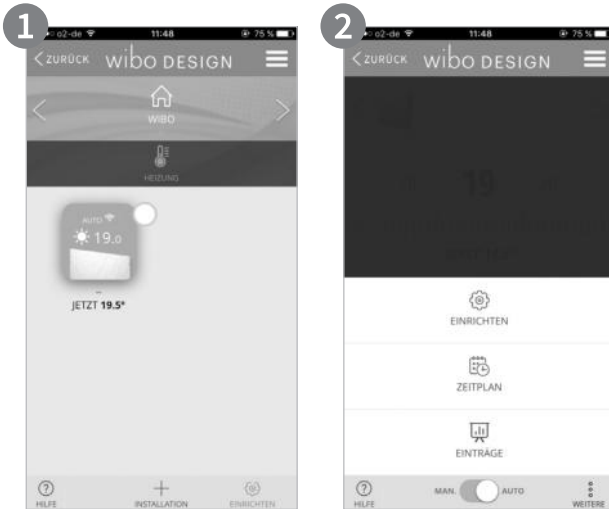 1
o2-de 11:48 75 %
< ZURÜCK wibo DESIGN
WIBO
HEIZUNG
AUTO
19.0
--
JETZT 19.5°
HILFE
INSTALLATION
EINRICHTEN
2
o2-de 11:48 75 %
< ZURÜCK wibo DESIGN
19
EINRICHTEN
ZEITPLAN
EINTRÄGE
HILFE
MAN. AUTO
WEITERE